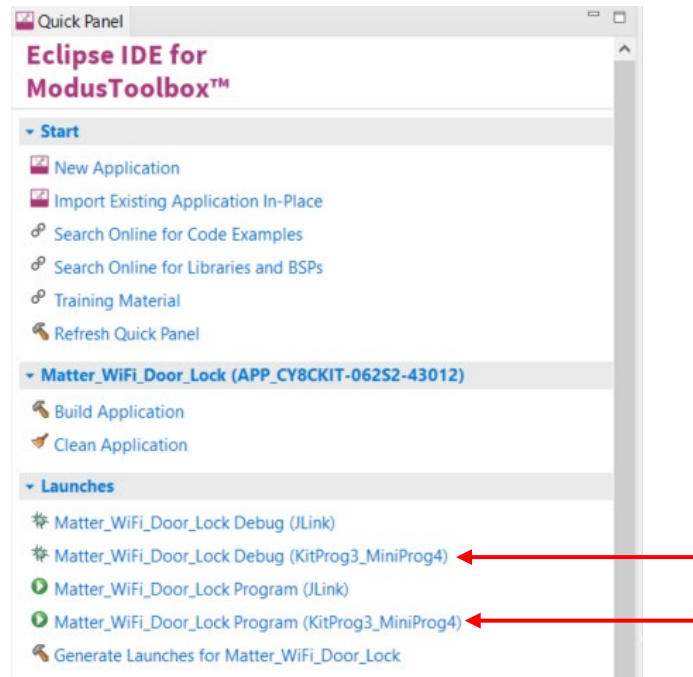 Quick Panel
Eclipse IDE for
ModusToolbox™
Start
New Application
Import Existing Application In-Place
Search Online for Code Examples
Search Online for Libraries and BSPs
Training Material
Refresh Quick Panel
Matter_WiFi_Door_Lock (APP_CY8CKIT-062S2-43012)
Build Application
Clean Application
Launches
Matter_WiFi_Door_Lock Debug (JLink)
Matter_WiFi_Door_Lock Debug (KitProg3_MiniProg4)
Matter_WiFi_Door_Lock Program (JLink)
Matter_WiFi_Door_Lock Program (KitProg3_MiniProg4)
Generate Launches for Matter_WiFi_Door_Lock